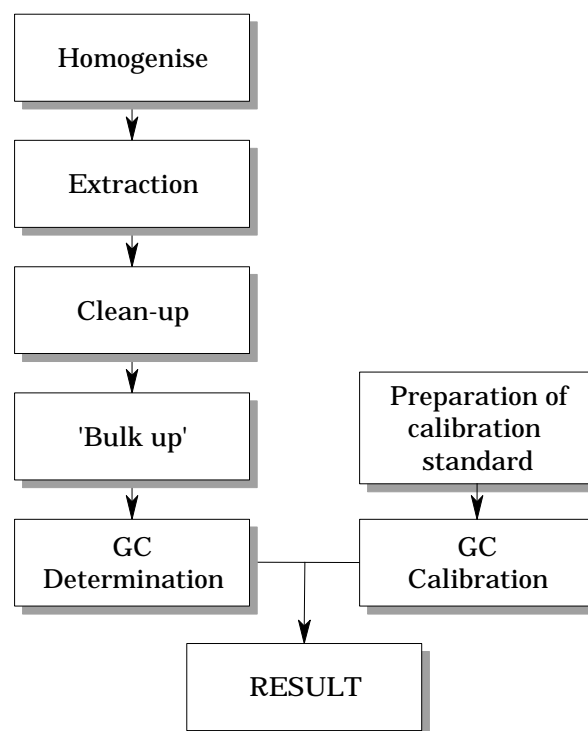 Homogenise
Extraction
Clean-up
'Bulk up'
Preparation of
calibration
standard
GC
Determination
GC
Calibration
RESULT